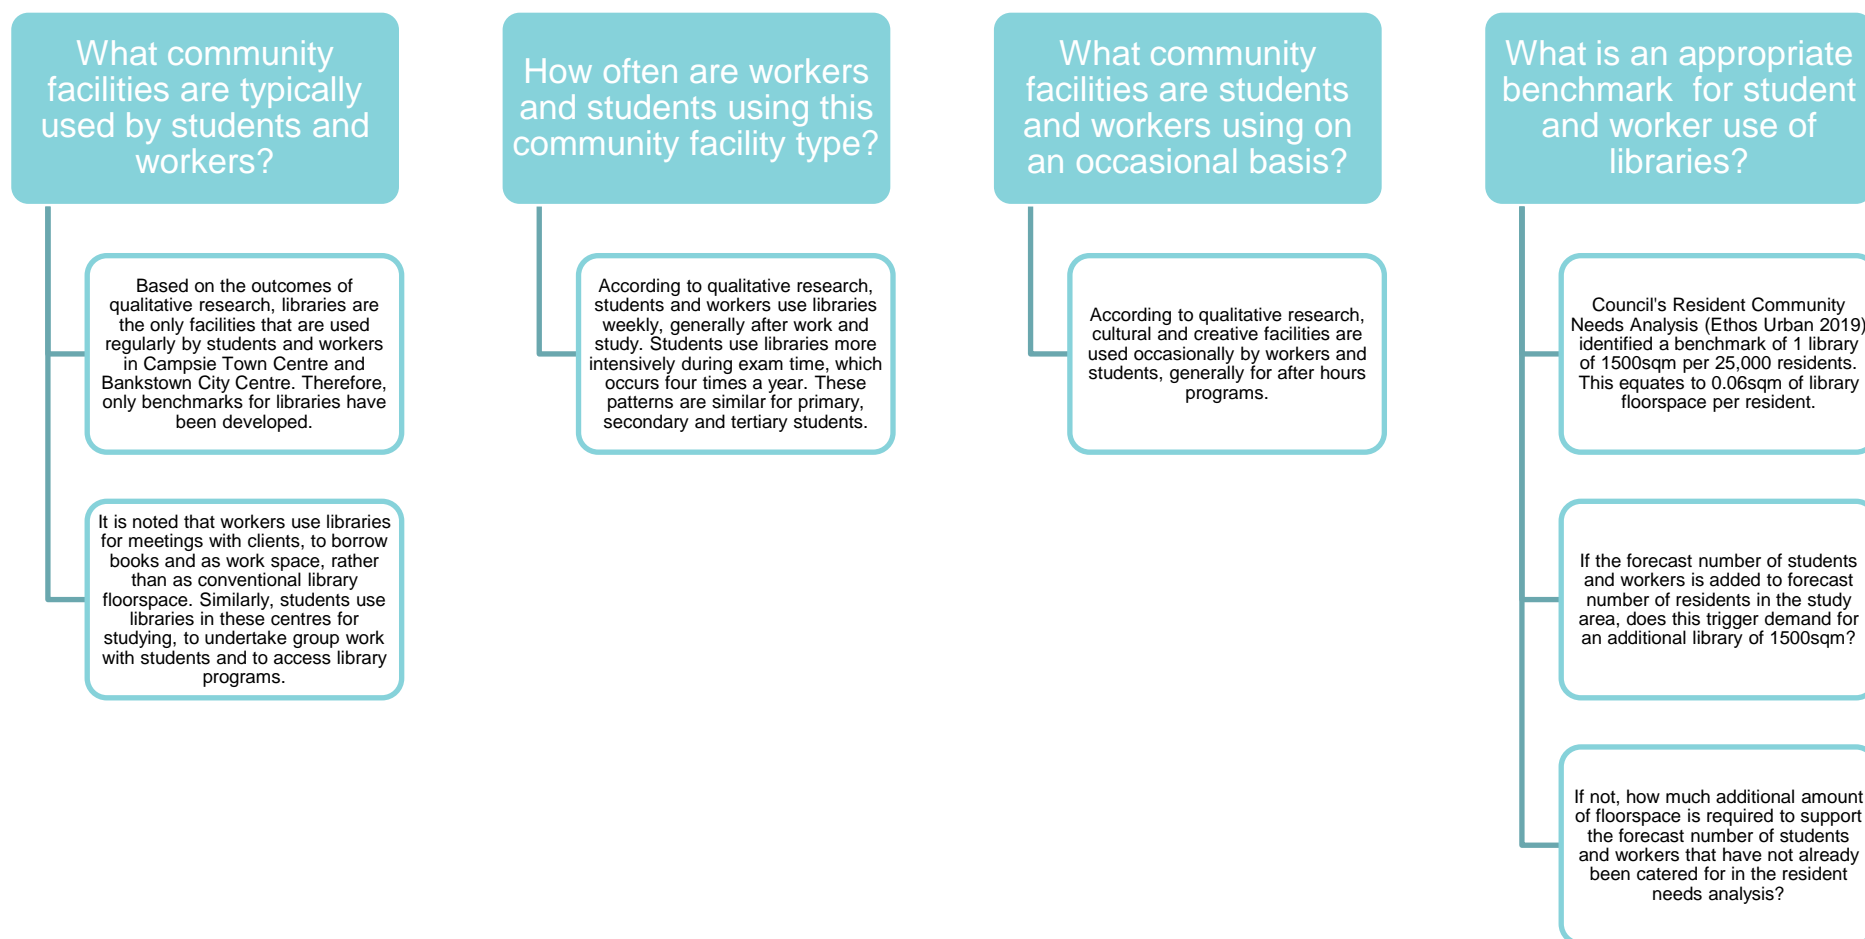 What community
facilities are typically
used by students and
workers?
Based on the outcomes of
qualitative research, libraries are
the only facilities that are used
regularly by students and workers
in Campsie Town Centre and
Bankstown City Centre. Therefore,
only benchmarks for libraries have
been developed.
It is noted that workers use libraries
for meetings with clients, to borrow
books and as work space, rather
than as conventional library
floorspace. Similarly, students use
libraries in these centres for
studying, to undertake group work
with students and to access library
programs.
How often are workers
and students using this
community facility type?
According to qualitative research,
students and workers use libraries
weekly, generally after work and
study. Students use libraries more
intensively during exam time, which
occurs four times a year. These
patterns are similar for primary,
secondary and tertiary students.
What community
facilities are students
and workers using on
an occasional basis?
According to qualitative research,
cultural and creative facilities are
used occasionally by workers and
students, generally for after hours
programs.
What is an appropriate
benchmark  for student
and worker use of
libraries?
Council's Resident Community
Needs Analysis (Ethos Urban 2019)
identified a benchmark of 1 library
of 1500sqm per 25,000 residents.
This equates to 0.06sqm of library
floorspace per resident.
If the forecast number of students
and workers is added to forecast
number of residents in the study
area, does this trigger demand for
an additional library of 1500sqm?
If not, how much additional amount
of floorspace is required to support
the forecast number of students
and workers that have not already
been catered for in the resident
needs analysis?